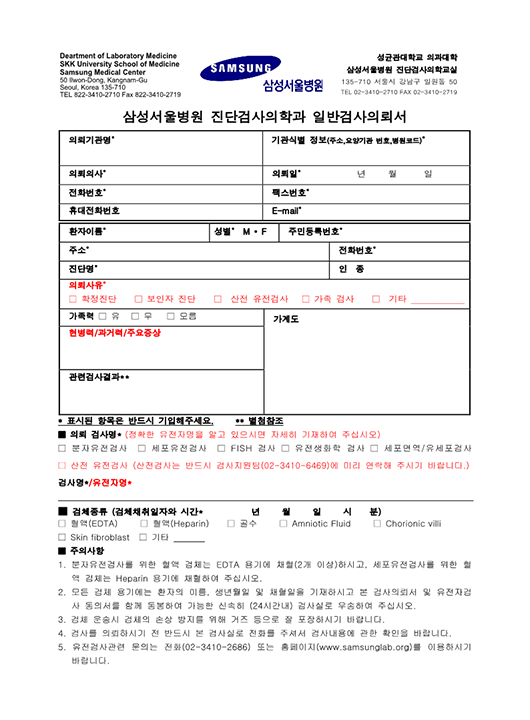 Deartment of Laboratory Medicine
SKK University School of Medicine
Samsung Medical Center
50 Ilwon-Dong, Kangnam-Gu
Seoul, Korea 135-710
TEL 822-3410-2710 Fax 822-3410-2719
SAMSUNG
삼성서울병원
성균관대학교 의과대학
삼성서울병원 진단검사의학교실
135-710 서울시 강남구 일원동 50
TEL 02-3410-2710 FAX 02-3410-2719
삼성서울병원 진단검사의학과 일반검사의뢰서
의뢰기관명* 기관식별 정보(주소,요양기관 번호,병원코드)*
의뢰의사* 의뢰일* 년 월 일
전화번호* 팩스번호*
휴대전화번호 E-mail*
환자이름* 성별* M · F 주민등록번호*
주소* 전화번호*
진단명* 인 종
의뢰사유*
□ 확정진단 □ 보인자 진단 □ 산전 유전검사 □ 가족 검사 □ 기타 ________
가족력 □ 유 □ 무 □ 모름 가계도
현병력/과거력/주요증상
관련검사결과**
* 표시된 항목은 반드시 기입해주세요. ** 별첨참조
■ 의뢰 검사명* (정확한 유전자명을 알고 있으시면 자세히 기재하여 주십시오)
□ 분자유전검사 □ 세포유전검사 □ FISH 검사 □ 유전생화학 검사 □ 세포면역/유세포검사
□ 산전 유전검사 (산전검사는 반드시 검사지원팀(02-3410-6469)에 미리 연락해 주시기 바랍니다.)
검사명*/유전자명*
■ 검체종류 (검체채취일자와 시간* 년 월 일 시 분)
□ 혈액(EDTA) □ 혈액(Heparin) □ 골수 □ Amniotic Fluid □ Chorionic villi
□ Skin fibroblast □ 기타 ______
■ 주의사항
1. 분자유전검사를 위한 혈액 검체는 EDTA 용기에 채혈(2개 이상)하시고, 세포유전검사를 위한 혈
액 검체는 Heparin 용기에 채혈하여 주십시오.
2. 모든 검체 용기에는 환자의 이름, 생년월일 및 채혈일을 기재하시고 본 검사의뢰서 및 유전자검
사 동의서를 함께 동봉하여 가능한 신속히 (24시간내) 검사실로 우송하여 주십시오.
3. 검체 운송시 검체의 손상 방지를 위해 거즈 등으로 잘 포장하시기 바랍니다.
4. 검사를 의뢰하시기 전 반드시 본 검사실로 전화를 주셔서 검사내용에 관한 확인을 바랍니다.
5. 유전검사관련 문의는 전화(02-3410-2686) 또는 홈페이지(www.samsunglab.org)를 이용하시기
바랍니다.